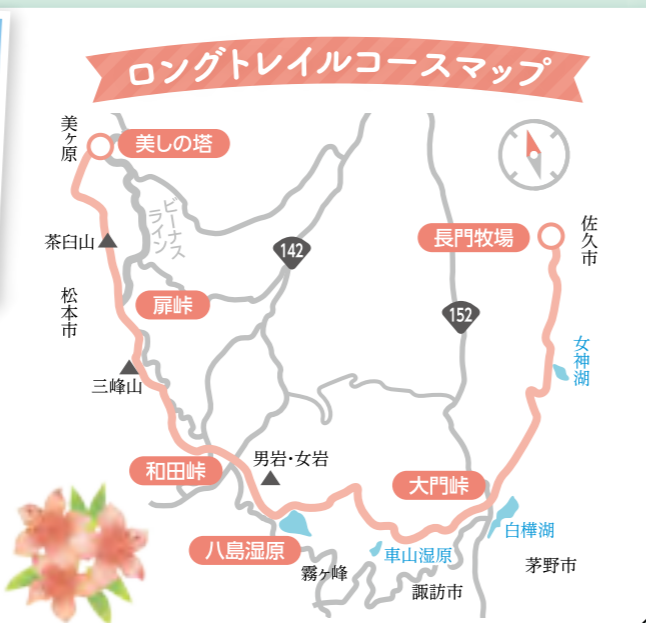 ロングトレイルコースマップ
美ヶ原
美しの塔
ビーナス
ライン
茶臼山
142
長門牧場
佐久市
松本市
扉峠
152
女神湖
三峰山
和田峠
男岩・女岩
大門峠
八島湿原
白樺湖
霧ヶ峰
車山湿原
茅野市
諏訪市